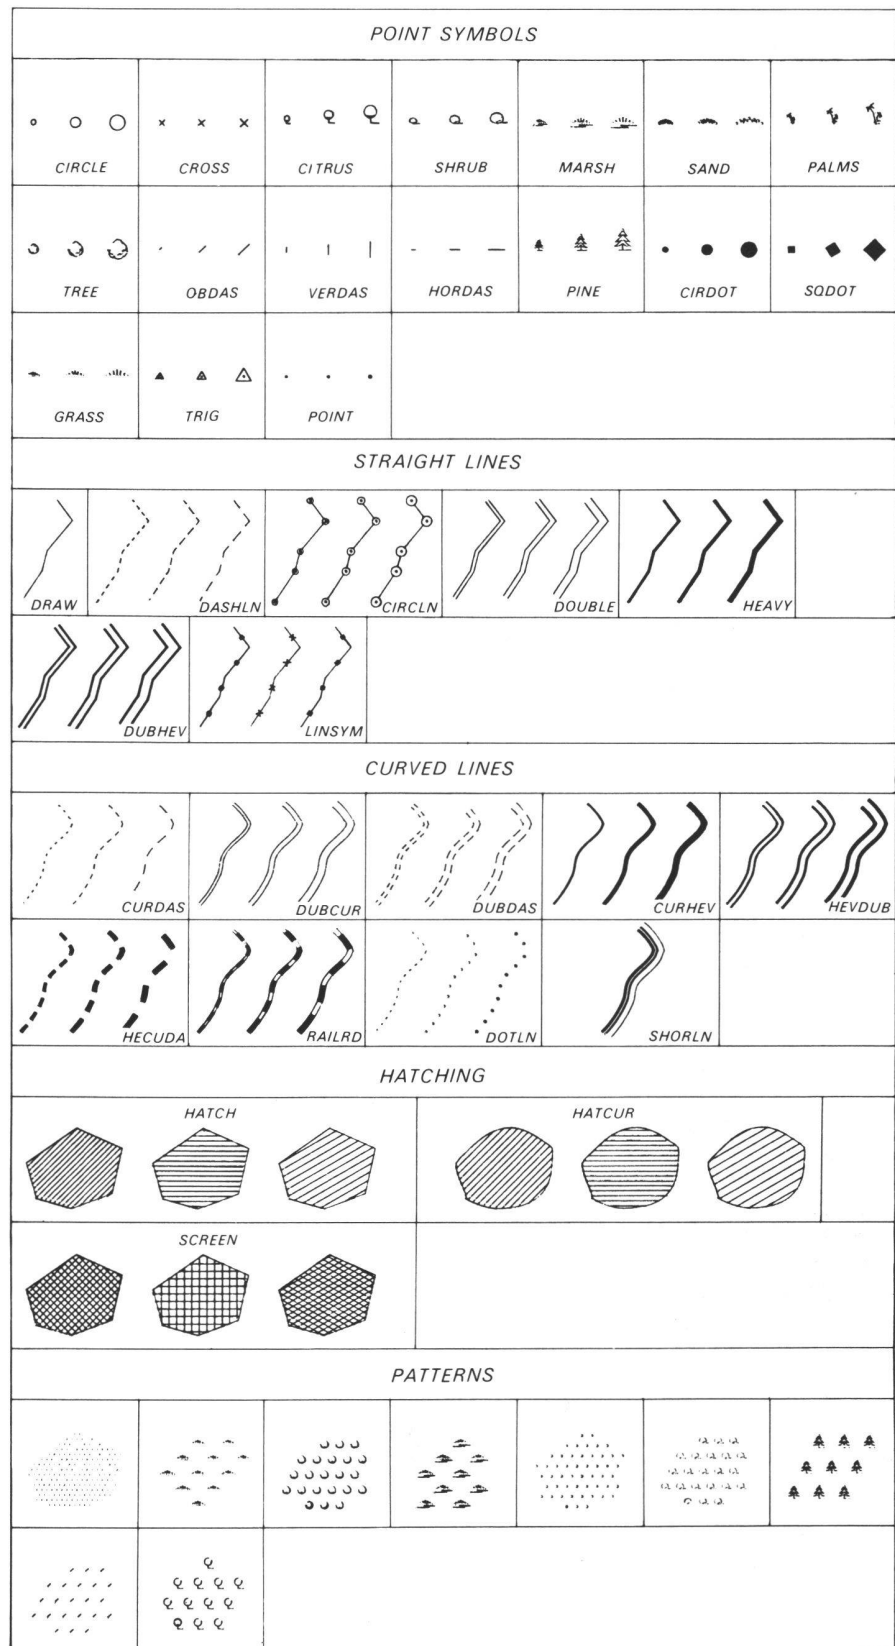 POINT SYMBOLS
CIRCLE CROSS CITRUS SHRUB MARSH SAND PALMS
TREE OBDAS VERDAS HORDAS PINE CIRDOT SQDOT
GRASS TRIG POINT
STRAIGHT LINES
DRAW DASHLN CIRCLN DOUBLE HEAVY
DUBHEV LINSYM
CURVED LINES
CURDAS DUBCUR DUBDAS CURHEV HEVDUB
HECUDA RAILRD DOTLN SHORLN
HATCHING
HATCH HATCUR
SCREEN
PATTERNS